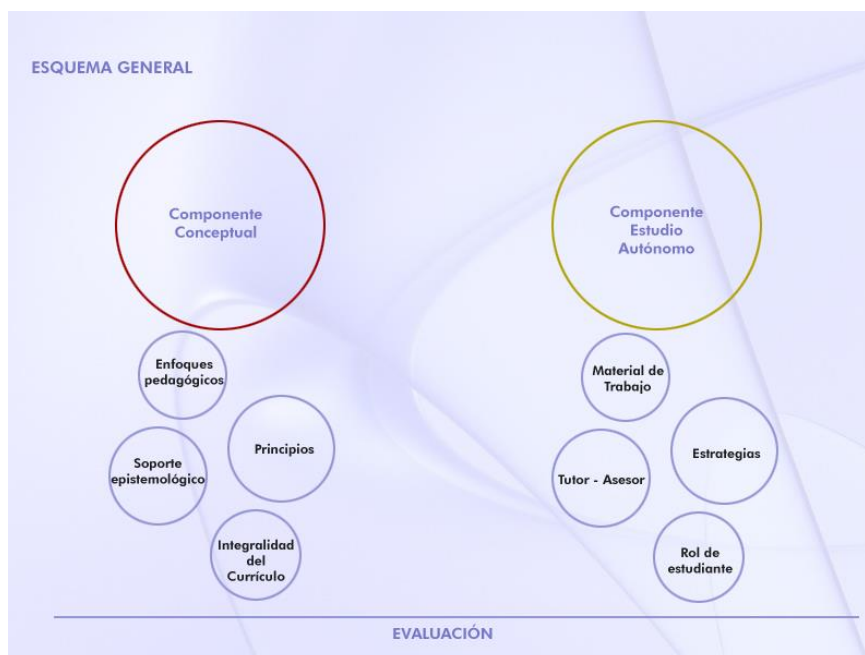 ESQUEMA GENERAL
Componente
Conceptual
Enfoques
pedagógicos
Principios
Soporte
epistemológico
Integralidad
del
Currículo
Componente
Estudio
Autónomo
Material de
Trabajo
Estrategias
Tutor - Asesor
Rol de
estudiante
EVALUACIÓN